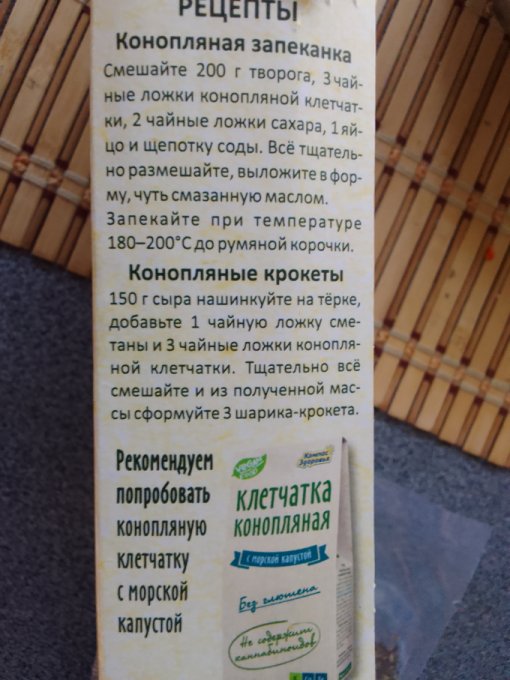 РЕЦЕПТЫ
Конопляная запеканка
Смешайте 200 г творога, 3 чай-
ные ложки конопляной клетчат-
ки, 2 чайные ложки сахара, 1 яй-
цо и щепотку соды. Всё тщатель-
но размешайте, выложите в фор-
му, чуть смазанную маслом.
Запекайте при температуре
180–200°С до румяной корочки.
Конопляные крокеты
150 г сыра нашинкуйте на тёрке,
добавьте 1 чайную ложку сме-
таны и 3 чайные ложки конопля-
ной клетчатки. Тщательно всё
смешайте и из полученной мас-
сы сформуйте 3 шарика-крокета.
Рекомендуем
попробовать
конопляную
клетчатку
с морской
капустой
Компас
Здоровья
КЛЕТЧАТКА
КОНОПЛЯНАЯ
с морской капустой
Без глютена
Не содержит
каннабиноидов